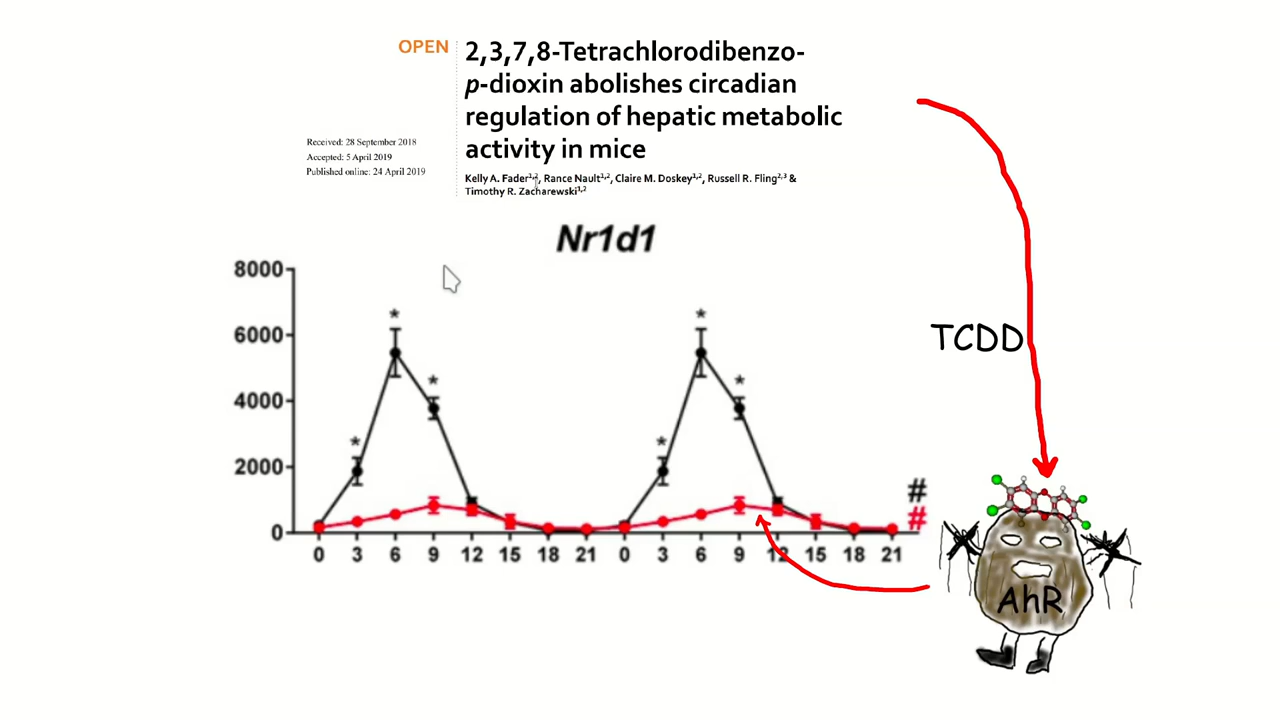 OPEN
2,3,7,8-Tetrachlorodibenzo-
p-dioxin abolishes circadian
regulation of hepatic metabolic
activity in mice
Received: 28 September 2018
Accepted: 5 April 2019
Published online: 24 April 2019
Kelly A. Fader1,2, Rance Nault1,2, Claire M. Doskey1,2, Russell R. Fling2,3 &
Timothy R. Zacharewski1,2
Nr1d1
8000
6000
4000
2000
0
* * * * * *
# #
0 3 6 9 12 15 18 21 0 3 6 9 12 15 18 21
TCDD
AhR